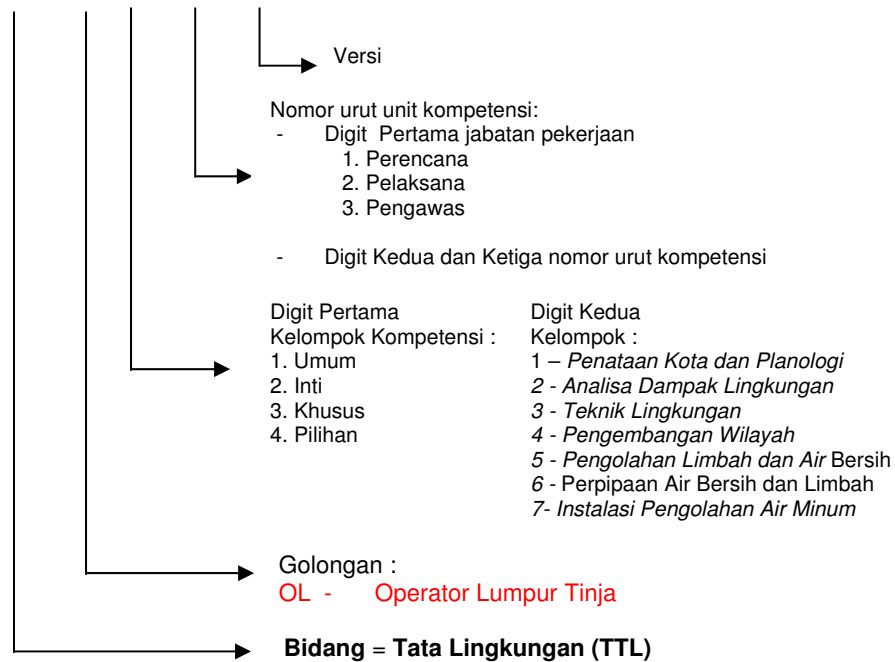 Versi
Nomor urut unit kompetensi:
- Digit Pertama jabatan pekerjaan
1. Perencana
2. Pelaksana
3. Pengawas
- Digit Kedua dan Ketiga nomor urut kompetensi
Digit Pertama
Kelompok Kompetensi :
1. Umum
2. Inti
3. Khusus
4. Pilihan
Digit Kedua
Kelompok :
1 – Penataan Kota dan Planologi
2 - Analisa Dampak Lingkungan
3 - Teknik Lingkungan
4 - Pengembangan Wilayah
5 - Pengolahan Limbah dan Air Bersih
6 - Perpipaan Air Bersih dan Limbah
7- Instalasi Pengolahan Air Minum
Golongan :
OL - Operator Lumpur Tinja
Bidang = Tata Lingkungan (TTL)